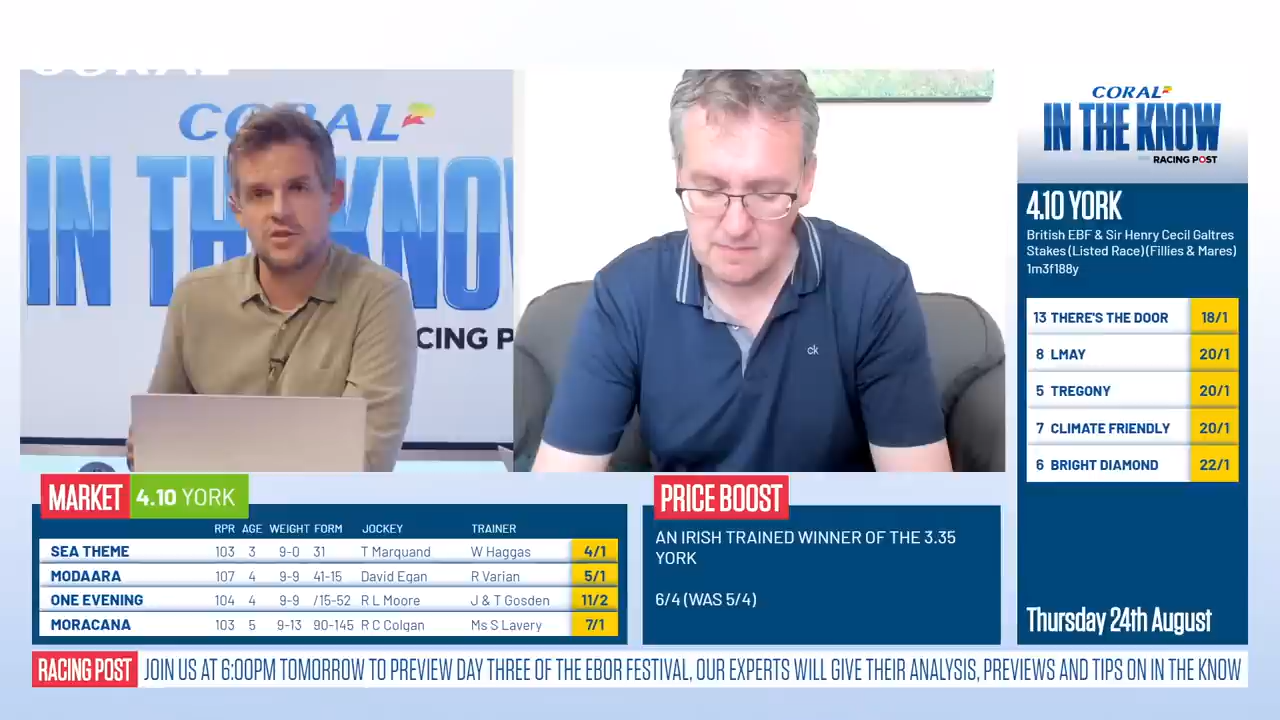 CORAL
CORAL
IN THE KNOW
CING P
ck
CORAL
IN THE KNOW
RACING POST
4.10 YORK
British EBF & Sir Henry Cecil Galtres
Stakes (Listed Race) (Fillies & Mares)
1m3f188y
13 THERE'S THE DOOR 18/1
8 LMAY 20/1
5 TREGONY 20/1
7 CLIMATE FRIENDLY 20/1
6 BRIGHT DIAMOND 22/1
Thursday 24th August
MARKET 4.10 YORK
RPR AGE WEIGHT FORM JOCKEY TRAINER
SEA THEME 103 3 9-0 31 T Marquand W Haggas 4/1
MODAARA 107 4 9-9 41-15 David Egan R Varian 5/1
ONE EVENING 104 4 9-9 /15-52 R L Moore J & T Gosden 11/2
MORACANA 103 5 9-13 90-145 R C Colgan Ms S Lavery 7/1
PRICE BOOST
AN IRISH TRAINED WINNER OF THE 3.35
YORK
6/4 (WAS 5/4)
RACING POST JOIN US AT 6:00PM TOMORROW TO PREVIEW DAY THREE OF THE EBOR FESTIVAL, OUR EXPERTS WILL GIVE THEIR ANALYSIS, PREVIEWS AND TIPS ON IN THE KNOW